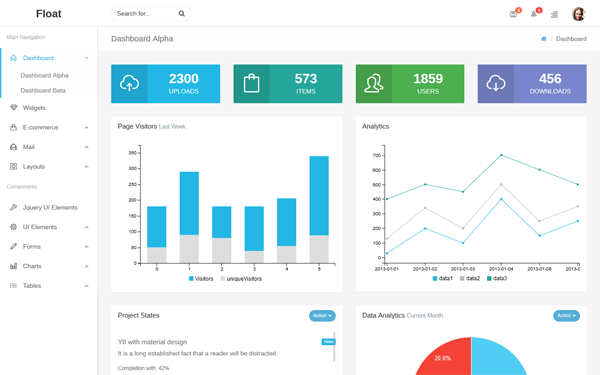 Float
Search for...
Main Navigation
Dashboard
Dashboard Alpha
Dashboard Beta
Widgets
E-commerce
Mail
Layouts
Components
Jquery UI Elements
UI Elements
Forms
Charts
Tables
Dashboard Alpha
/ Dashboard
2300
UPLOADS
573
ITEMS
1859
USERS
456
DOWNLOADS
Page Visitors Last Week
350
300
250
200
150
100
50
0
0 1 2 3 4 5
Visitors uniqueVisitors
Analytics
700
600
500
400
300
200
100
0
2013-01-01 2013-01-02 2013-01-03 2013-01-04 2013-01-05 2013-0
data1 data2 data3
Project States
Action
YII with material design
New
It is a long established fact that a reader will be distracted.
Completion with: 42%
Data Analytics Current Month
Action
20.0%